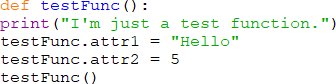 def testFunc():
print("I'm just a test function.")
testFunc.attr1 = "Hello"
testFunc.attr2 = 5
testFunc()